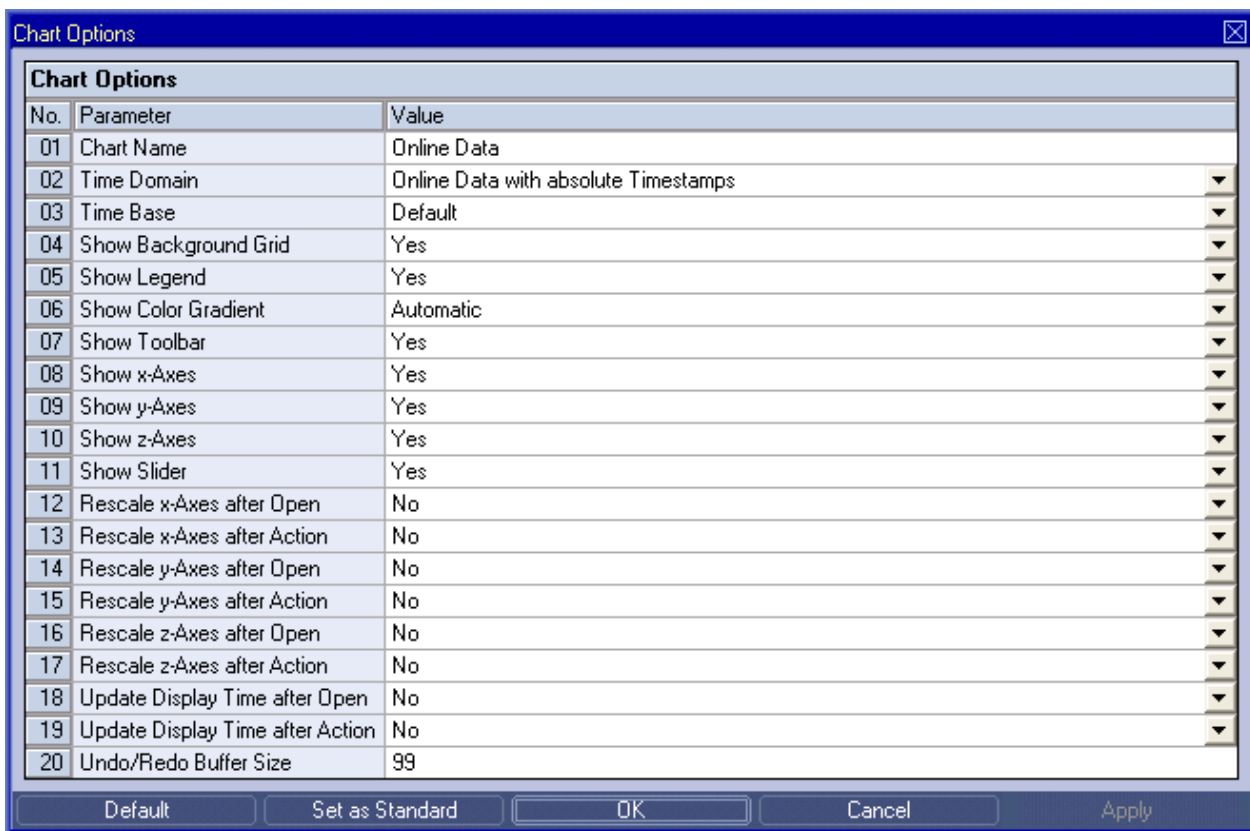 Chart Options
Chart Options
No. Parameter Value
01 Chart Name Online Data
02 Time Domain Online Data with absolute Timestamps
03 Time Base Default
04 Show Background Grid Yes
05 Show Legend Yes
06 Show Color Gradient Automatic
07 Show Toolbar Yes
08 Show x-Axes Yes
09 Show y-Axes Yes
10 Show z-Axes Yes
11 Show Slider Yes
12 Rescale x-Axes after Open No
13 Rescale x-Axes after Action No
14 Rescale y-Axes after Open No
15 Rescale y-Axes after Action No
16 Rescale z-Axes after Open No
17 Rescale z-Axes after Action No
18 Update Display Time after Open No
19 Update Display Time after Action No
20 Undo/Redo Buffer Size 99
Default Set as Standard OK Cancel Apply